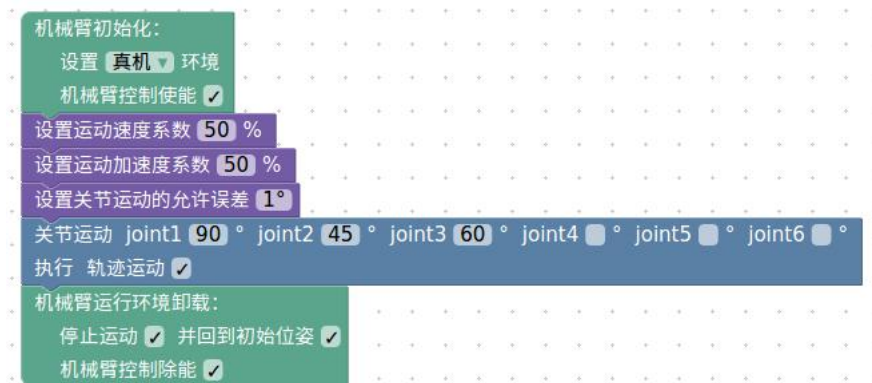 机械臂初始化:
设置 真机 环境
机械臂控制使能 ✓
设置运动速度系数 50 %
设置运动加速度系数 50 %
设置关节运动的允许误差 1°
关节运动 joint1 90 ° joint2 45 ° joint3 60 ° joint4 ° joint5 ° joint6 °
执行 轨迹运动 ✓
机械臂运行环境卸载:
停止运动 ✓ 并回到初始位姿 ✓
机械臂控制除能 ✓